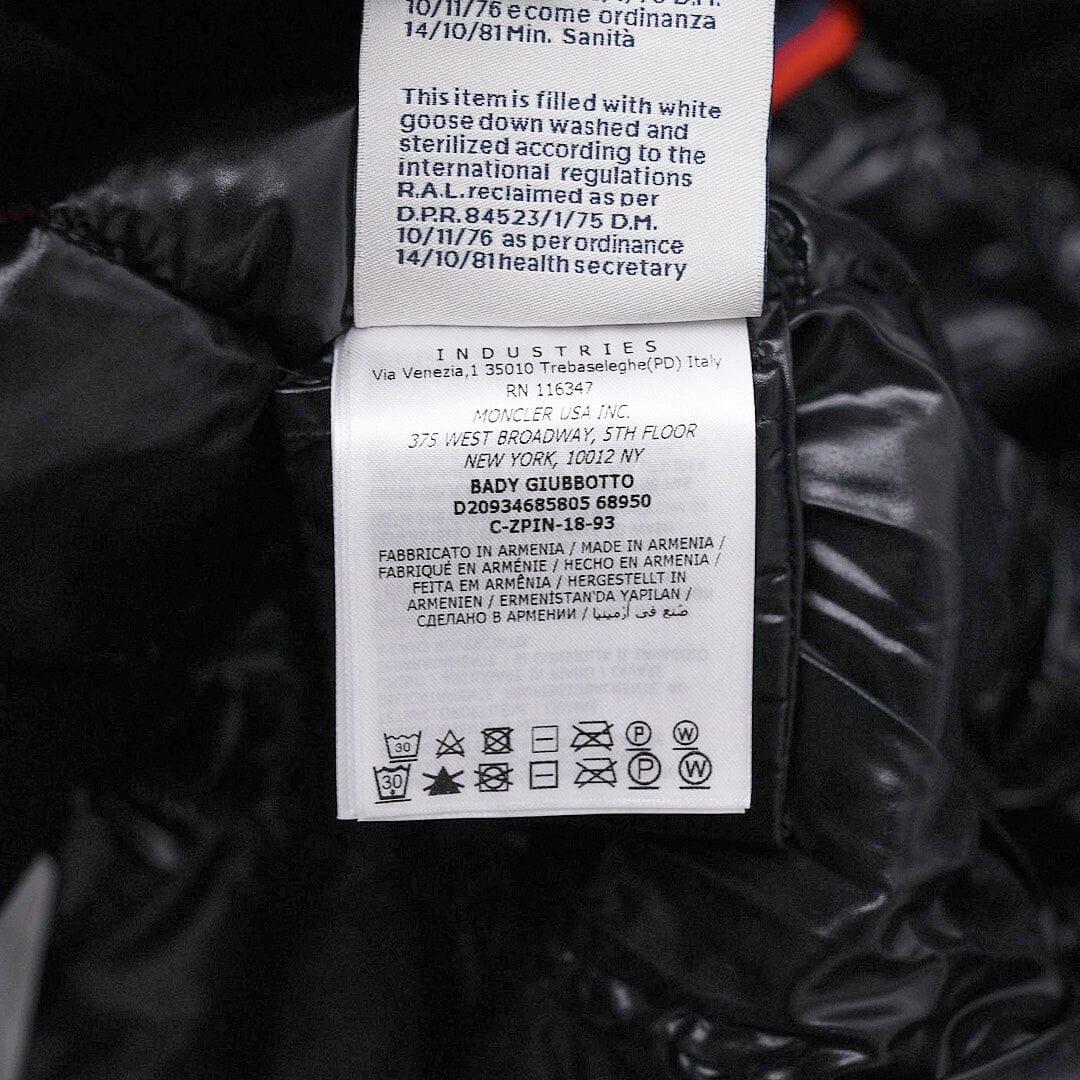 10/11/76 e come ordinanza
14/10/81 Min. Sanità
This item is filled with white
goose down washed and
sterilized according to the
international regulations
R.A.L. reclaimed as per
D.P.R. 84523/1/75 D.M.
10/11/76 as per ordinance
14/10/81 health secretary
INDUSTRIES
Via Venezia,1 35010 Trebaseleghe(PD) Italy
RN 116347
MONCLER USA INC.
375 WEST BROADWAY, 5TH FLOOR
NEW YORK, 10012 NY
BADY GIUBBOTTO
D20934685805 68950
C-ZPIN-18-93
FABBRICATO IN ARMENIA / MADE IN ARMENIA /
FABRIQUÉ EN ARMÉNIE / HECHO EN ARMENIA /
FEITA EM ARMÊNIA / HERGESTELLT IN
ARMENIEN / ERMENİSTAN'DA YAPILAN /
СДЕЛАНО В АРМЕНИИ / صُنع في أرْمينيا
30 P W
30 P W